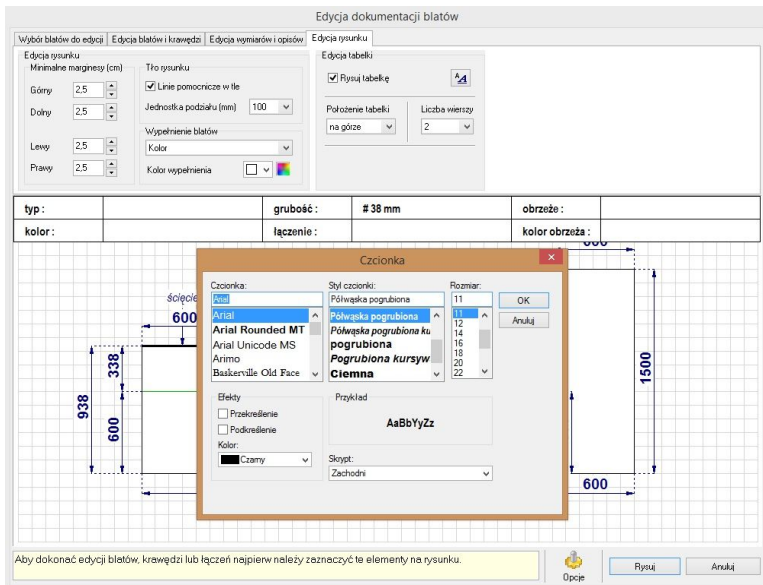 Edycja dokumentacji blatów
Wybór blatów do edycji Edycja blatów i krawędzi Edycja wymiarów i opisów Edycja rysunku
Edycja rysunku
Minimalne marginesy (cm)
Górny 2,5
Dolny 2,5
Lewy 2,5
Prawy 2,5
Tło rysunku
Linie pomocnicze w tle
Jednostka podziału (mm) 100
Wypełnienie blatów
Kolor
Kolor wypełnienia
Edycja tabelki
Rysuj tabelkę
AA
Położenie tabelki
na górze
Liczba wierszy
2
typ : grubość : # 38 mm obrzeże :
kolor : łączenie : kolor obrzeża :
600
ścięcie
600
338
938
600
1500
600
Czcionka
Czcionka:
Arial
Arial
Arial Rounded MT
Arial Unicode MS
Arimo
Baskerville Old Face
Styl czcionki:
Półwąska pogrubiona
Półwąska pogrubiona
Półwąska pogrubiona ku
pogrubiona
Pogrubiona kursyw
Ciemna
Rozmiar:
11
11
12
14
16
18
20
22
OK
Anuluj
Efekty
Przekreślenie
Podkreślenie
Kolor:
Czarny
Przykład
AaBbYyZz
Skrypt:
Zachodni
Aby dokonać edycji blatów, krawędzi lub łączeń najpierw należy zaznaczyć te elementy na rysunku.
Opcje
Rysuj
Anuluj